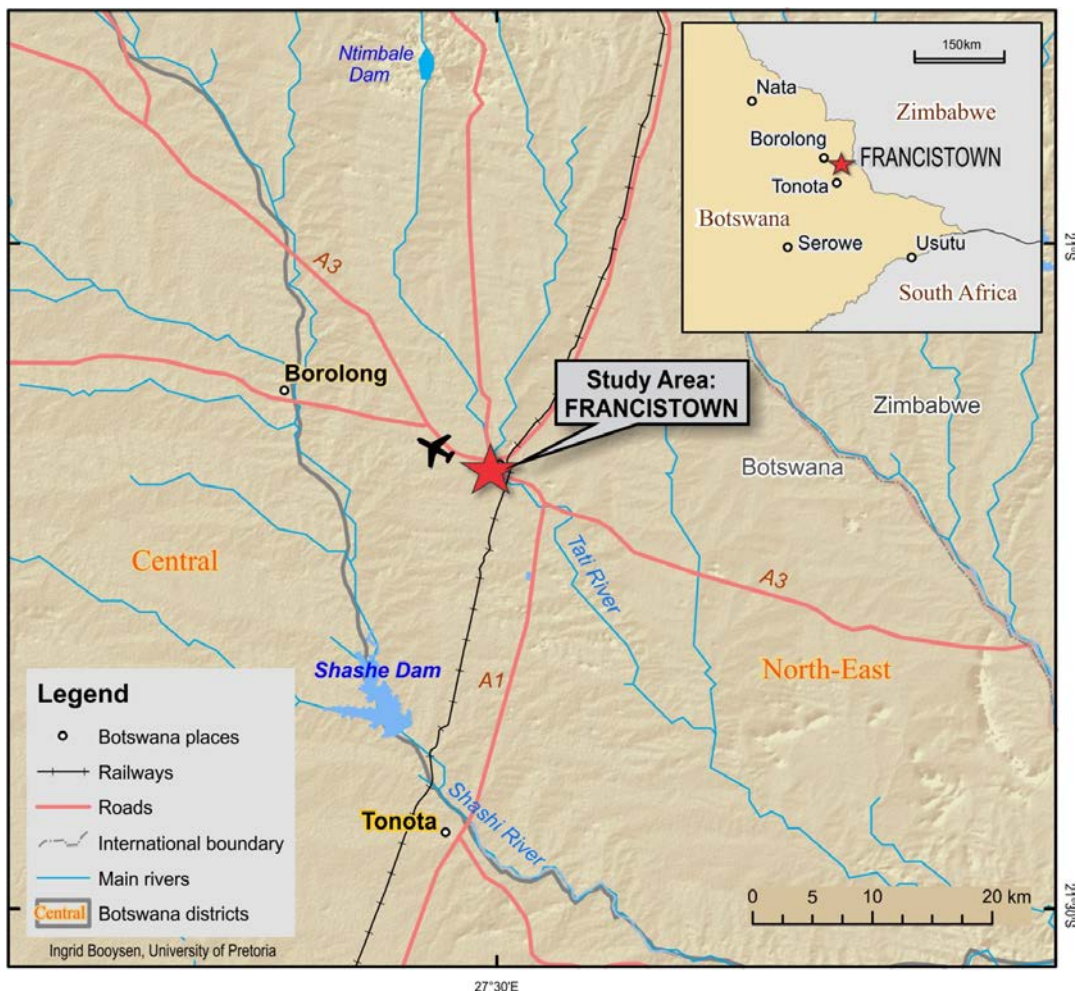 Ntimbale
Dam
150km
Nata
Zimbabwe
Borolong
FRANCISTOWN
Tonota
Botswana
Serowe
Usutu
South Africa
21°S
A3
Borolong
Study Area:
FRANCISTOWN
Zimbabwe
Botswana
Central
Tati River
A3
Shashe Dam
A1
North-East
Legend
Botswana places
Railways
Roads
International boundary
Main rivers
Central
Botswana districts
Tonota
Shashi River
0 5 10 20 km
21°30'S
Ingrid Booysen, University of Pretoria
27°30'E